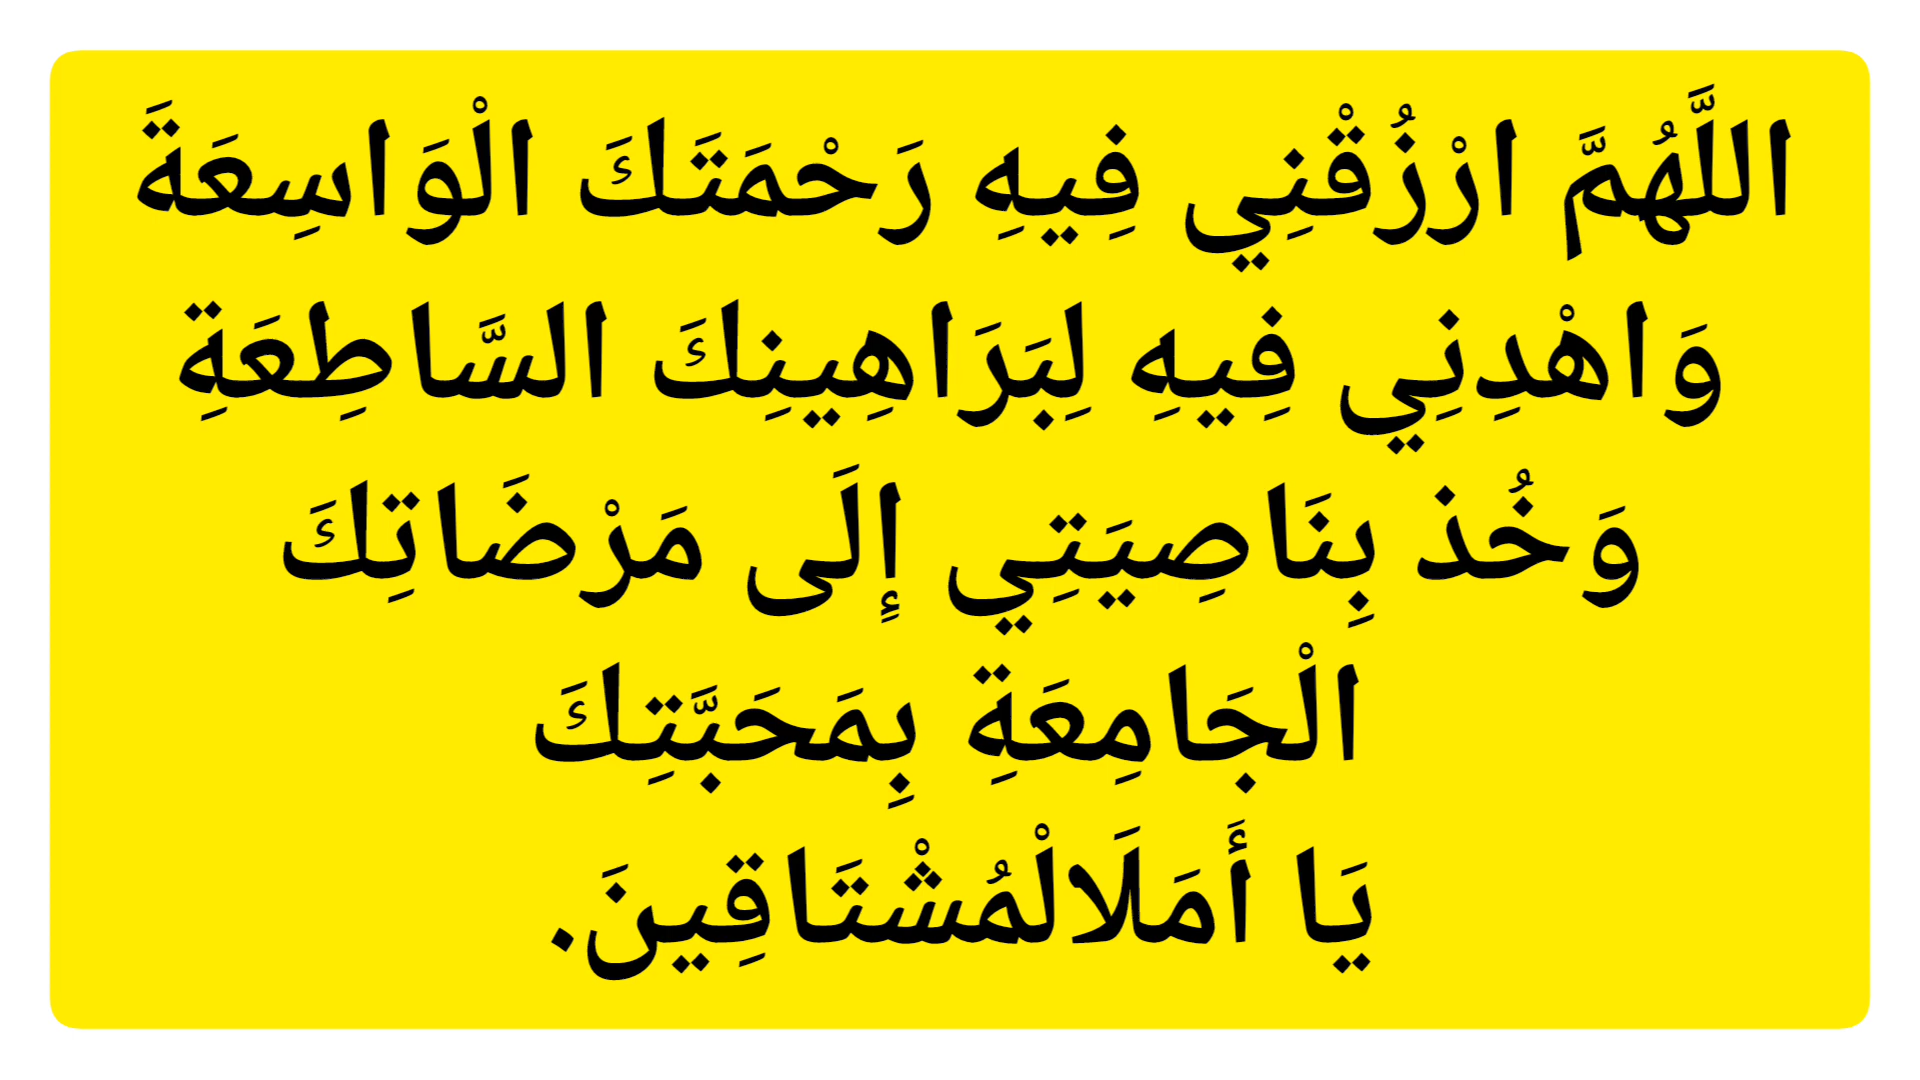 اللَّهُمَّ ارْزُقْنِي فِيهِ رَحْمَتَكَ الْوَاسِعَةَ
وَاهْدِنِي فِيهِ لِبَرَاهِينِكَ السَّاطِعَةِ
وَخُذ بِنَاصِيَتِي إِلَى مَرْضَاتِكَ
الْجَامِعَةِ بِمَحَبَّتِكَ
يَا أَمَلَالْمُشْتَاقِينَ.